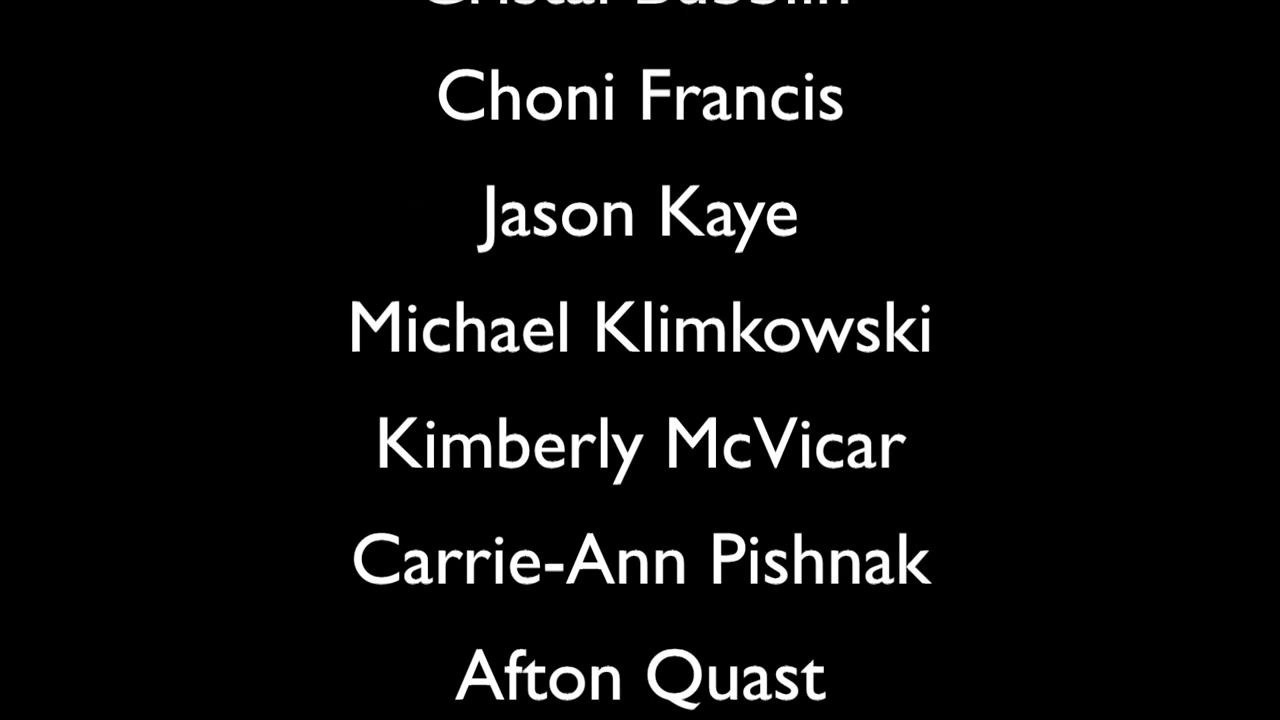 Choni Francis
Jason Kaye
Michael Klimkowski
Kimberly McVicar
Carrie-Ann Pishnak
Afton Quast